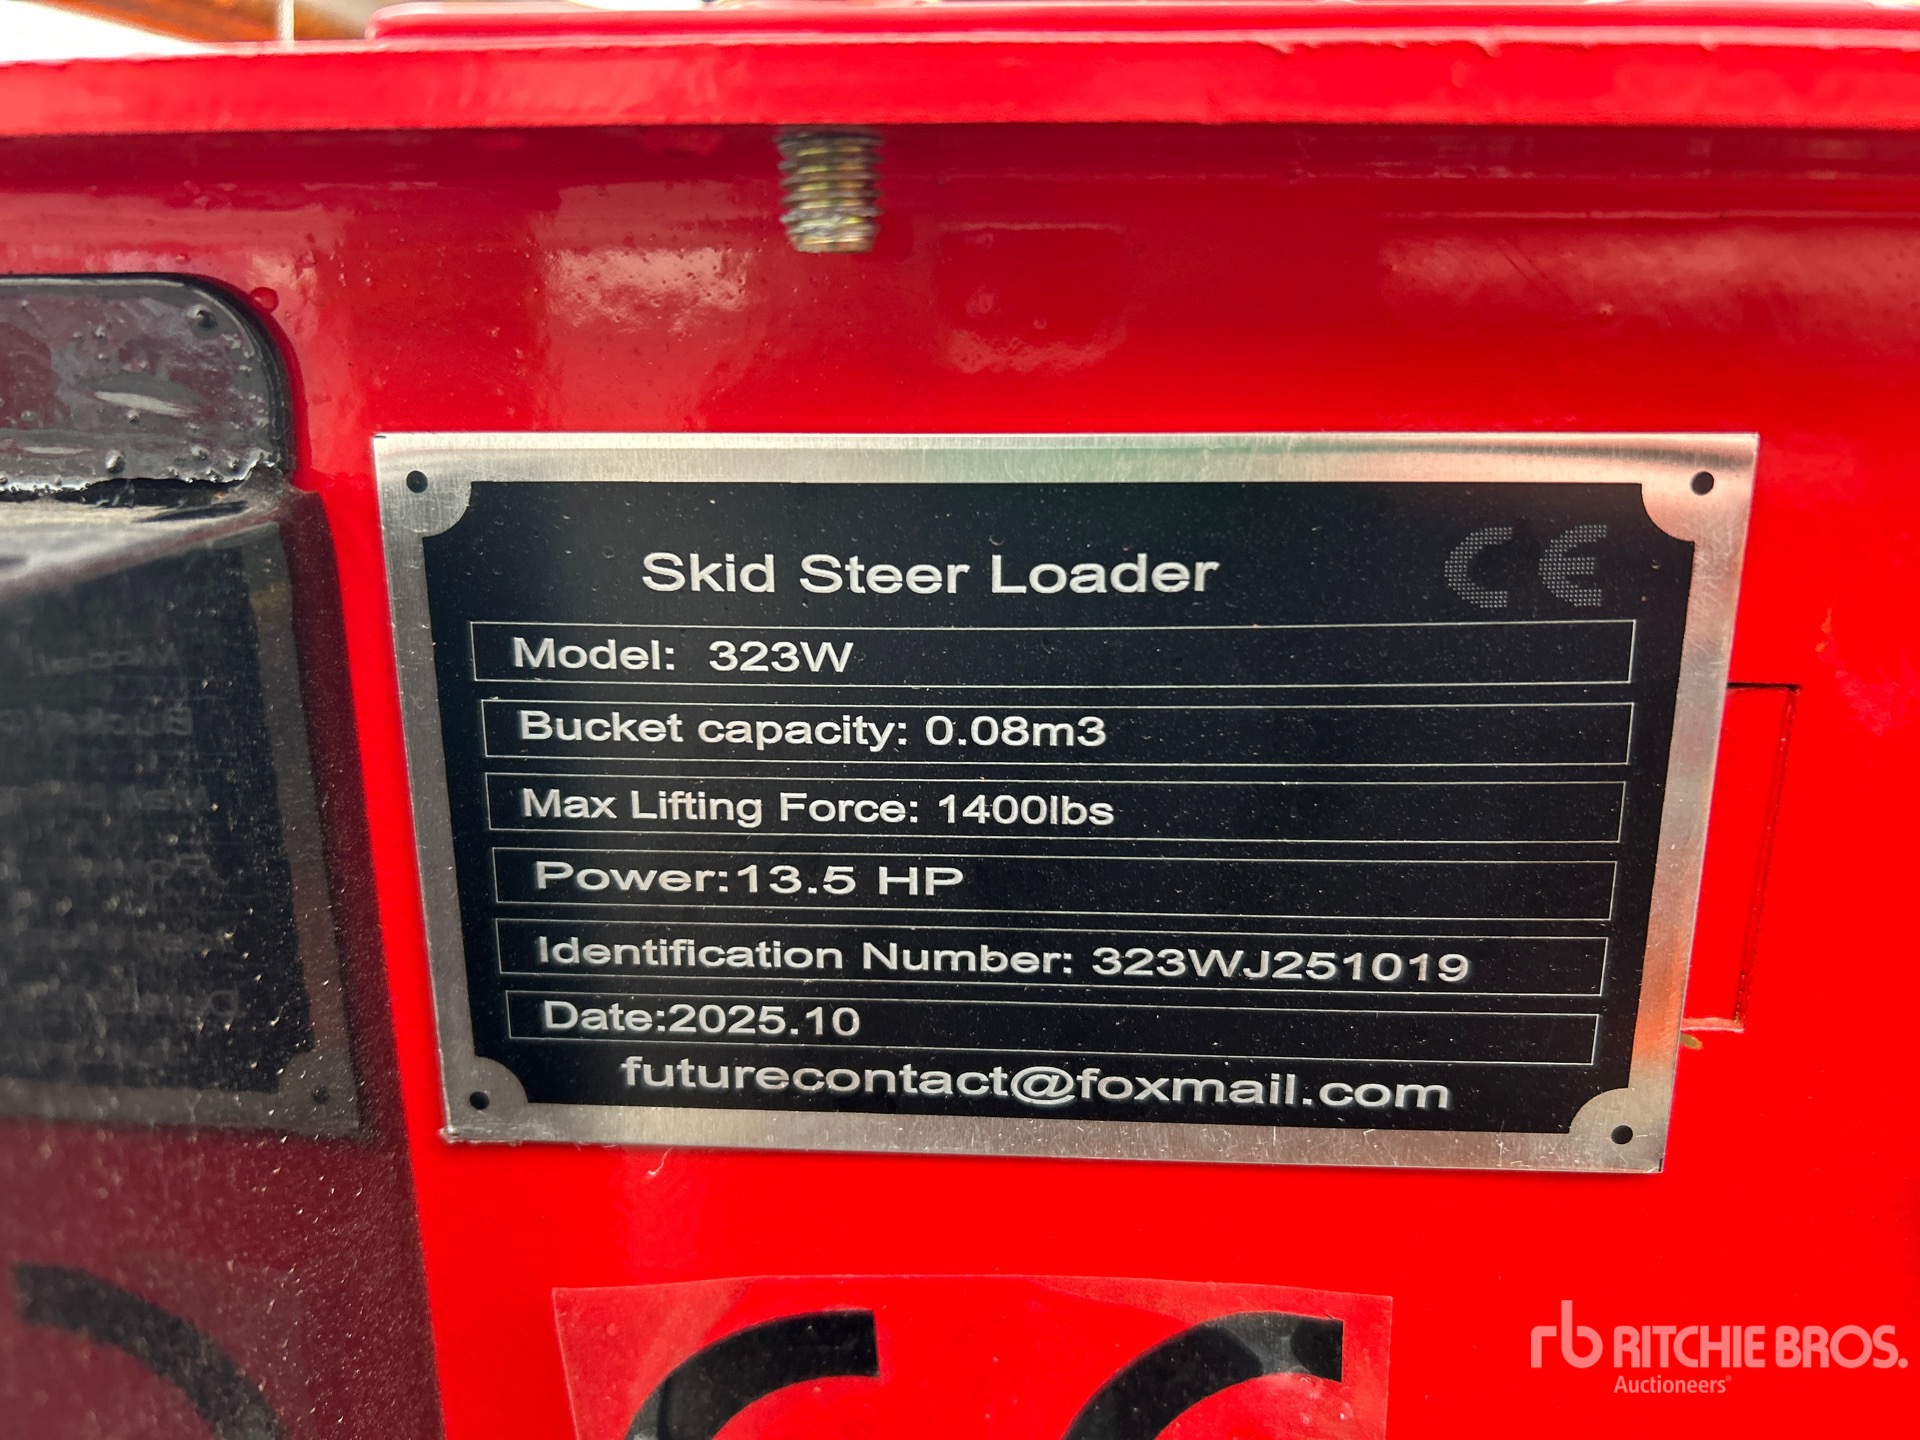 Skid Steer Loader
CE
Model: 323W
Bucket capacity: 0.08m3
Max Lifting Force: 1400lbs
Power:13.5 HP
Identification Number: 323WJ251019
Date:2025.10
futurecontact@foxmail.com
rb RITCHIE BROS.
Auctioneers